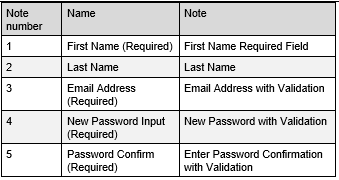 Note number Name Note
1 First Name (Required) First Name Required Field
2 Last Name Last Name
3 Email Address (Required) Email Address with Validation
4 New Password Input (Required) New Password with Validation
5 Password Confirm (Required) Enter Password Confirmation with Validation